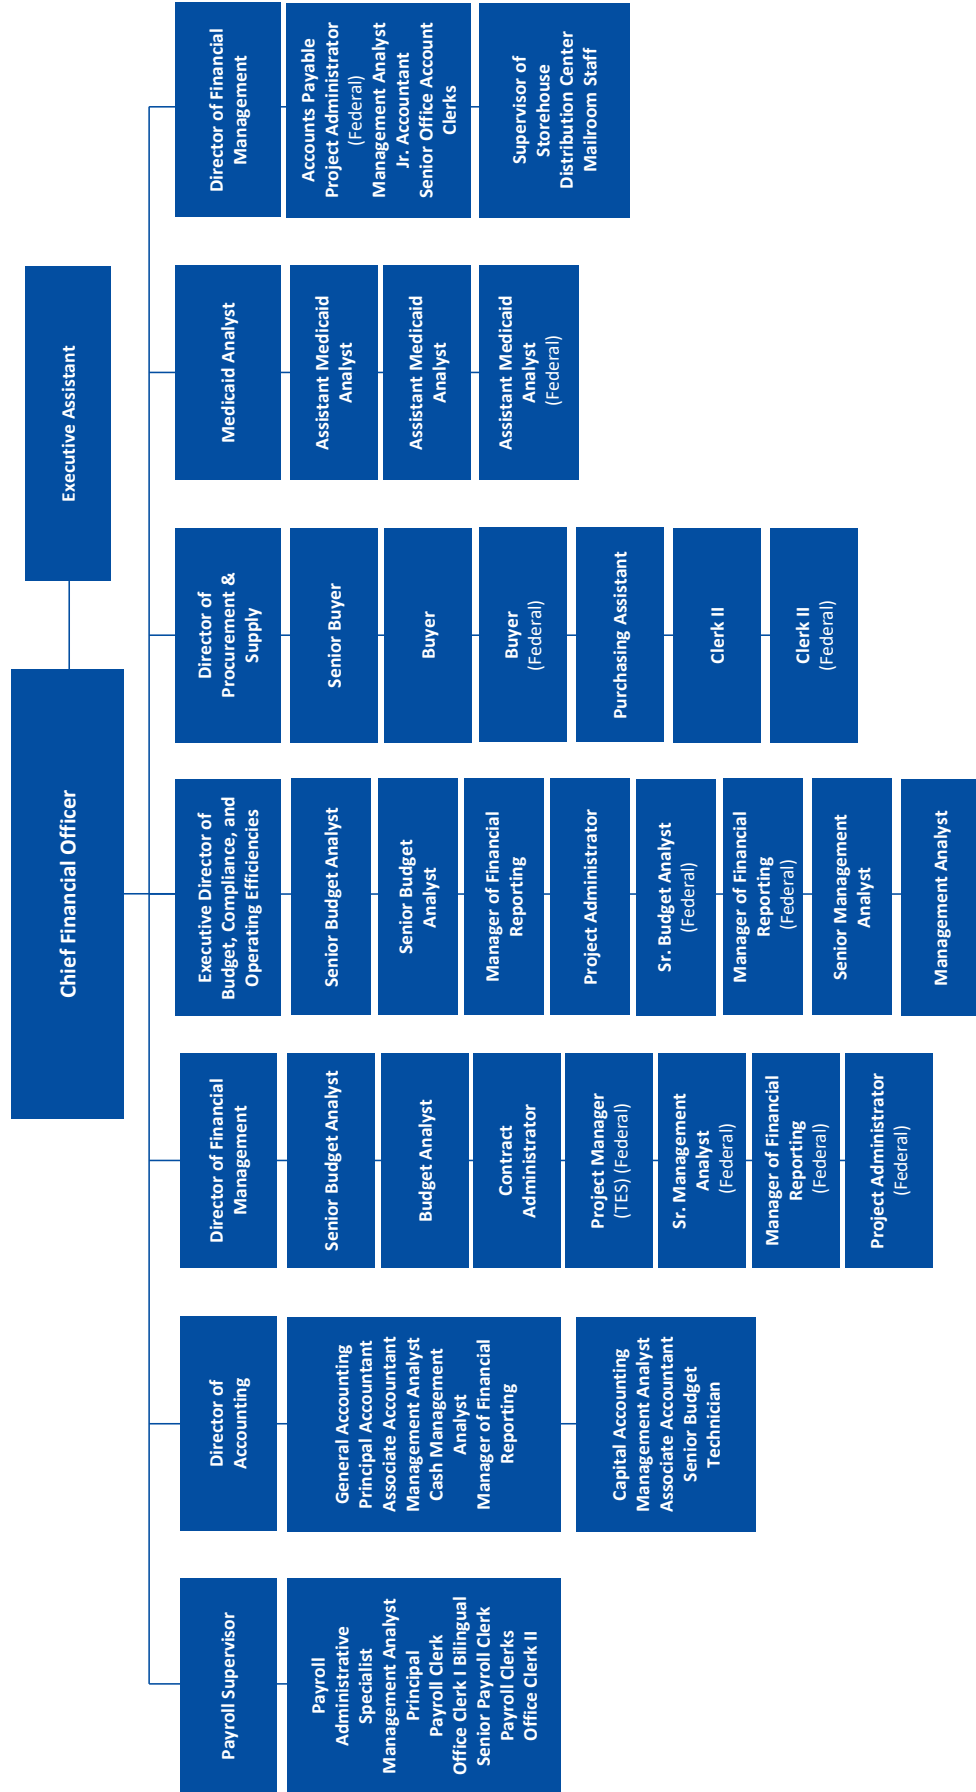 Chief Financial Officer
Executive Assistant
Payroll Supervisor
Payroll
Administrative
Specialist
Management Analyst
Principal
Payroll Clerk
Office Clerk I Bilingual
Senior Payroll Clerk
Payroll Clerks
Office Clerk II
Director of
Accounting
General Accounting
Principal Accountant
Associate Accountant
Management Analyst
Cash Management
Analyst
Manager of Financial
Reporting
Capital Accounting
Management Analyst
Associate Accountant
Senior Budget
Technician
Director of Financial
Management
Senior Budget Analyst
Budget Analyst
Contract
Administrator
Project Manager
(TES) (Federal)
Sr. Management
Analyst
(Federal)
Manager of Financial
Reporting
(Federal)
Project Administrator
(Federal)
Executive Director of
Budget, Compliance, and
Operating Efficiencies
Senior Budget Analyst
Senior Budget
Analyst
Manager of Financial
Reporting
Project Administrator
Sr. Budget Analyst
(Federal)
Manager of Financial
Reporting
(Federal)
Senior Management
Analyst
Management Analyst
Director of
Procurement &
Supply
Senior Buyer
Buyer
Buyer
(Federal)
Purchasing Assistant
Clerk II
Clerk II
(Federal)
Medicaid Analyst
Assistant Medicaid
Analyst
Assistant Medicaid
Analyst
Assistant Medicaid
Analyst
(Federal)
Director of Financial
Management
Accounts Payable
Project Administrator
(Federal)
Management Analyst
Jr. Accountant
Senior Office Account
Clerks
Supervisor of
Storehouse
Distribution Center
Mailroom Staff